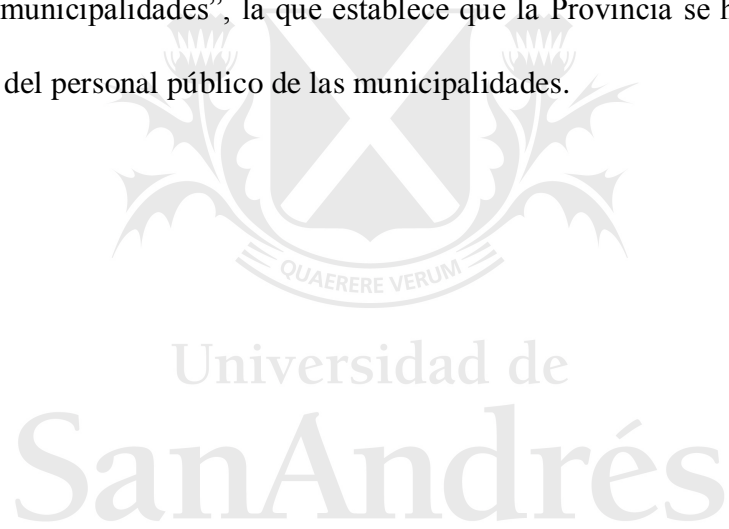 municipalidades”, la que establece que la Provincia se h
del personal público de las municipalidades.
QUAERERE VERUM
Universidad de
SanAndrés